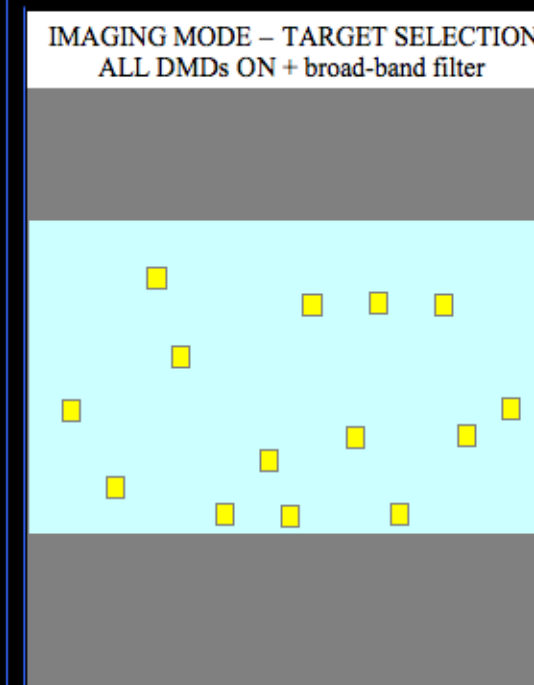 IMAGING MODE – TARGET SELECTION
ALL DMDs ON + broad-band filter